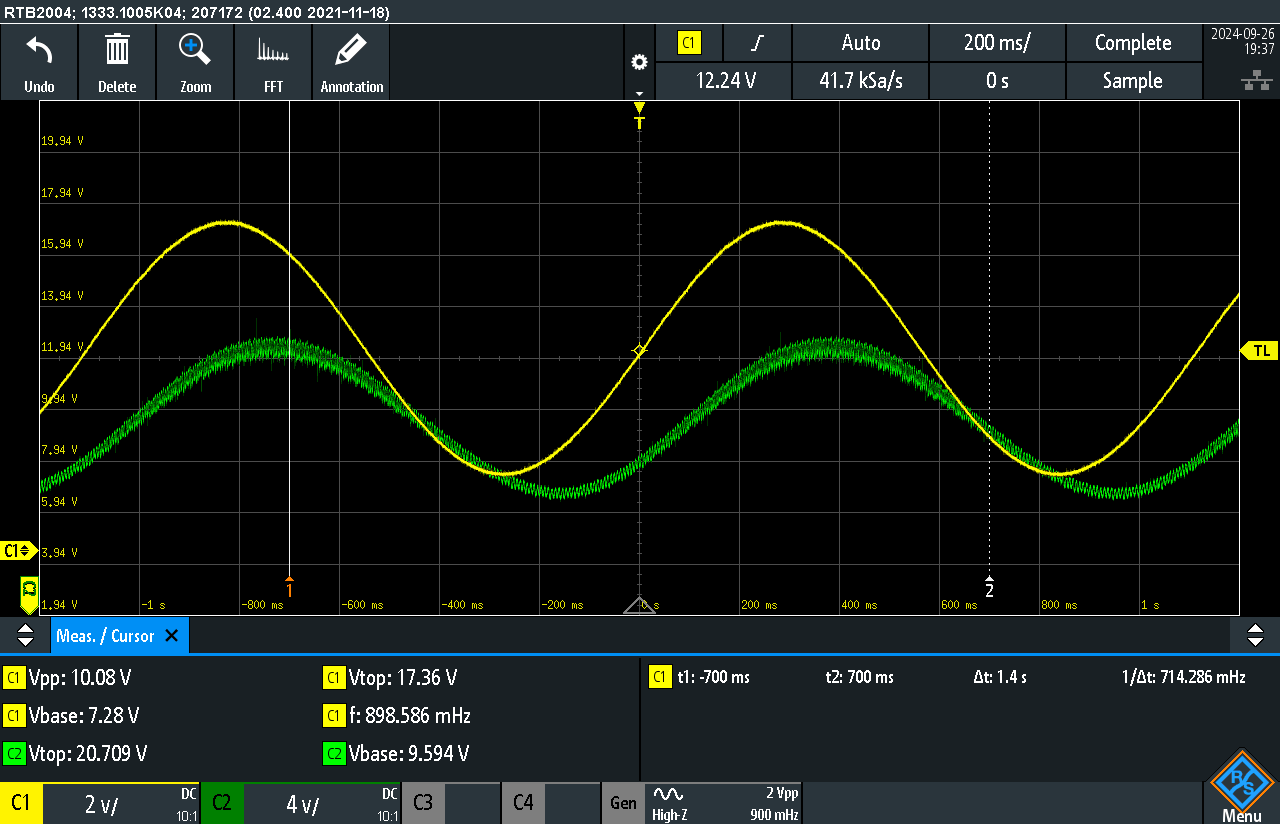 RTB2004; 1333.1005K04; 207172 (02.400 2021-11-18)
Undo Delete Zoom FFT Annotation
C1 Auto 200 ms/ Complete 2024-09-26
19:37
12.24 V 41.7 kSa/s 0 s Sample
T
19.94 V
17.94 V
15.94 V
13.94 V
11.94 V
TL
9.94 V
7.94 V
5.94 V
C1 3.94 V
1 2
1.94 V -1 s -800 ms -600 ms -400 ms -200 ms 0 s 200 ms 400 ms 600 ms 800 ms 1 s
Meas. / Cursor
C1 Vpp: 10.08 V C1 Vtop: 17.36 V C1 t1: -700 ms t2: 700 ms Δt: 1.4 s 1/Δt: 714.286 mHz
C1 Vbase: 7.28 V C1 f: 898.586 mHz
C2 Vtop: 20.709 V C2 Vbase: 9.594 V
C1 2 V/ DC 10:1 C2 4 V/ DC 10:1 C3 C4 Gen High-Z 2 Vpp 900 mHz
R&S
Menu